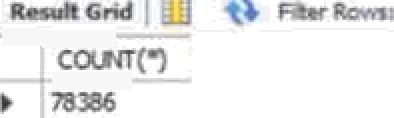 Result Grid Filter Rows:
COUNT(*)
78386